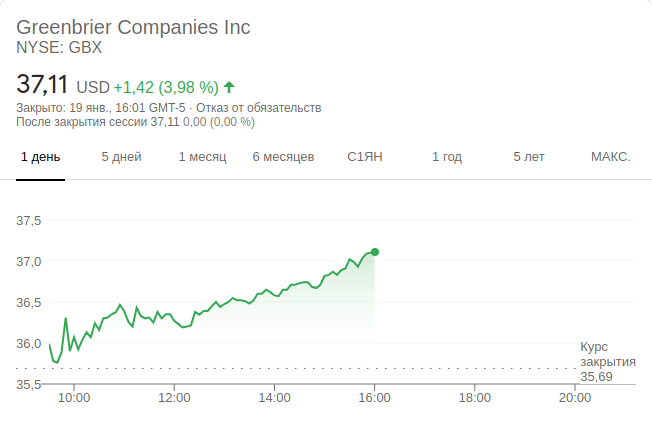 Greenbrier Companies Inc
NYSE: GBX
37,11 USD +1,42 (3,98 %)
Закрыто: 19 янв., 16:01 GMT-5 · Отказ от обязательств
После закрытия сессии 37,11 0,00 (0,00 %)
1 день 5 дней 1 месяц 6 месяцев С1ЯН 1 год 5 лет МАКС.
37,5
37,0
36,5
36,0
35,5
Курс
закрытия
35,69
10:00 12:00 14:00 16:00 18:00 20:00